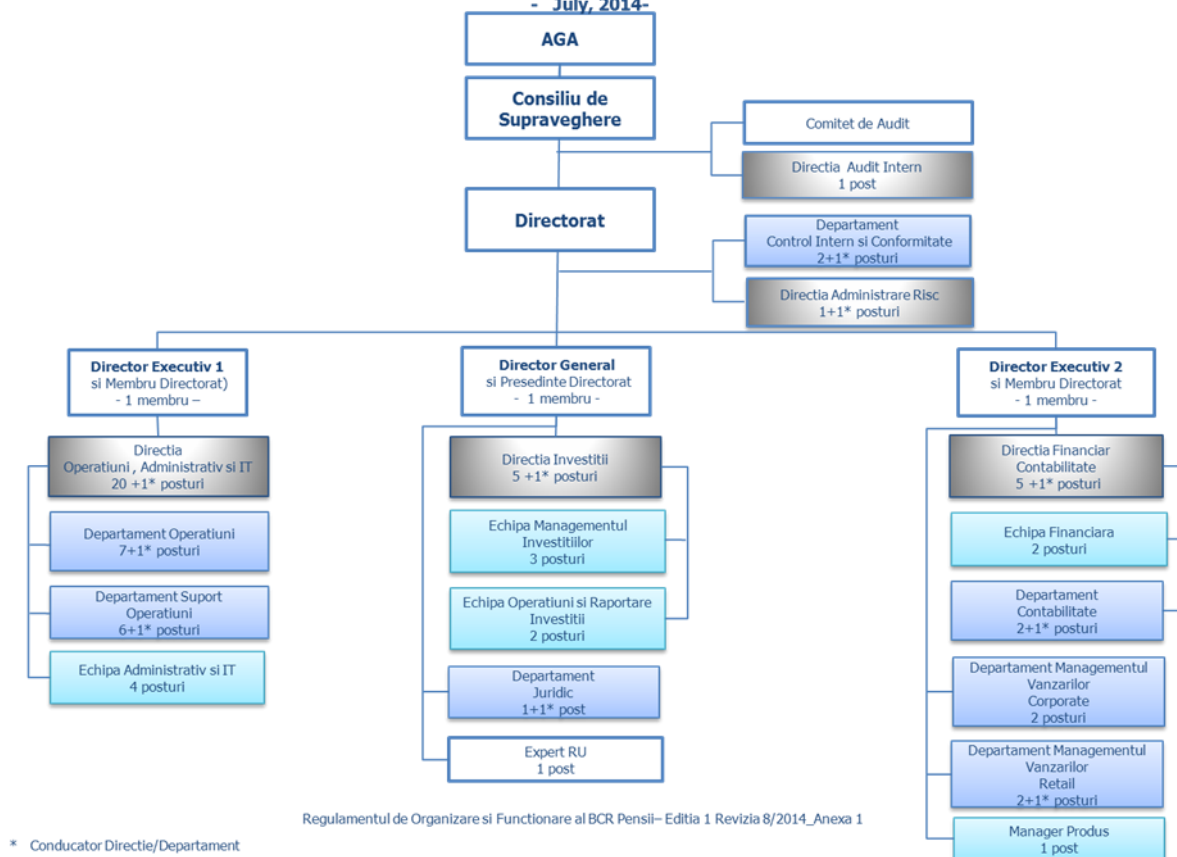 - July, 2014-
AGA
Consiliu de
Supraveghere
Comitet de Audit
Directia Audit Intern
1 post
Directorat
Departament
Control Intern si Conformitate
2+1* posturi
Directia Administrare Risc
1+1* posturi
Director Executiv 1
si Membru Directorat)
- 1 membru –
Director General
si Presedinte Directorat
- 1 membru -
Director Executiv 2
si Membru Directorat
- 1 membru -
Directia
Operatiuni , Administrativ si IT
20 +1* posturi
Departament Operatiuni
7+1* posturi
Departament Suport
Operatiuni
6+1* posturi
Echipa Administrativ si IT
4 posturi
Directia Investitii
5 +1* posturi
Echipa Managementul
Investitiilor
3 posturi
Echipa Operatiuni si Raportare
Investitii
2 posturi
Departament
Juridic
1+1* post
Expert RU
1 post
Directia Financiar
Contabilitate
5 +1* posturi
Echipa Financiara
2 posturi
Departament
Contabilitate
2+1* posturi
Departament Managementul
Vanzarilor
Corporate
2 posturi
Departament Managementul
Vanzarilor
Retail
2+1* posturi
Manager Produs
1 post
Regulamentul de Organizare si Functionare al BCR Pensii– Editia 1 Revizia 8/2014_Anexa 1
* Conducator Directie/Departament